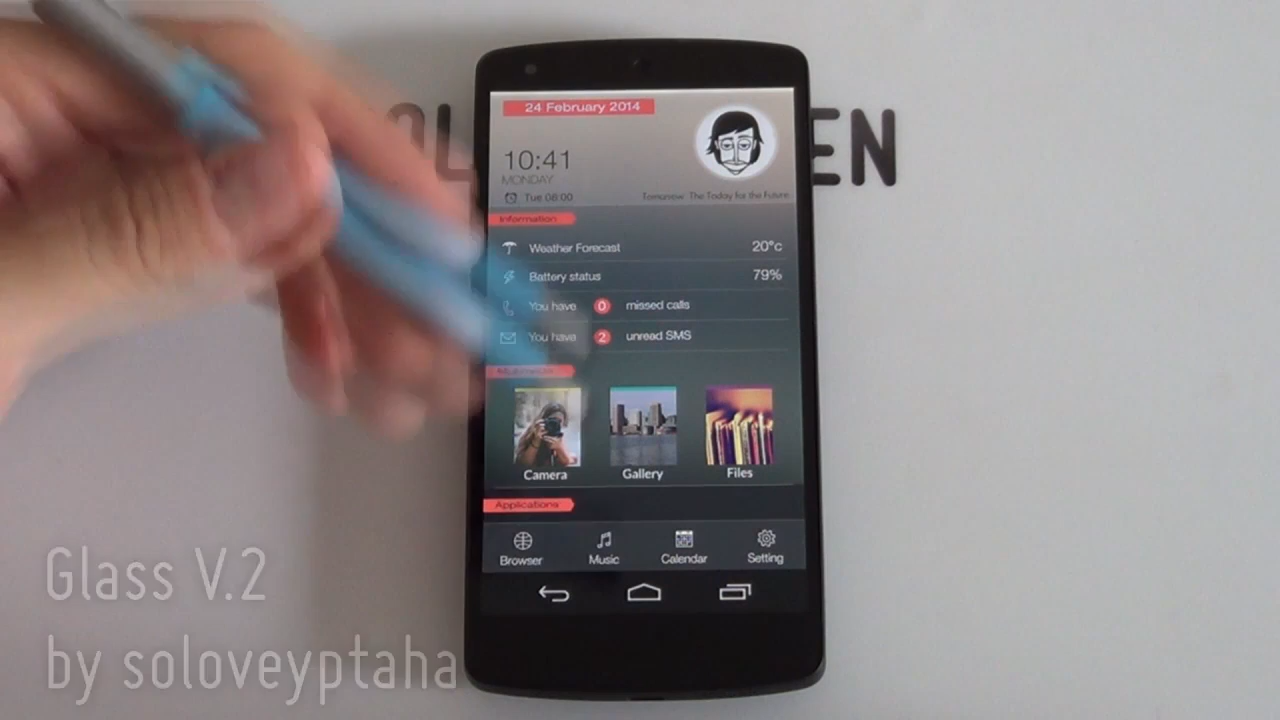 24 February 2014
10:41
MONDAY
Tue 08:00
Tomorrow: The Today for the Future
Information
Weather Forecast 20°c
Battery status 79%
You have 0 missed calls
You have 2 unread SMS
Multimedia
Camera Gallery Files
Applications
Browser Music Calendar Setting
Glass V.2
by soloveyptaha
OL EN